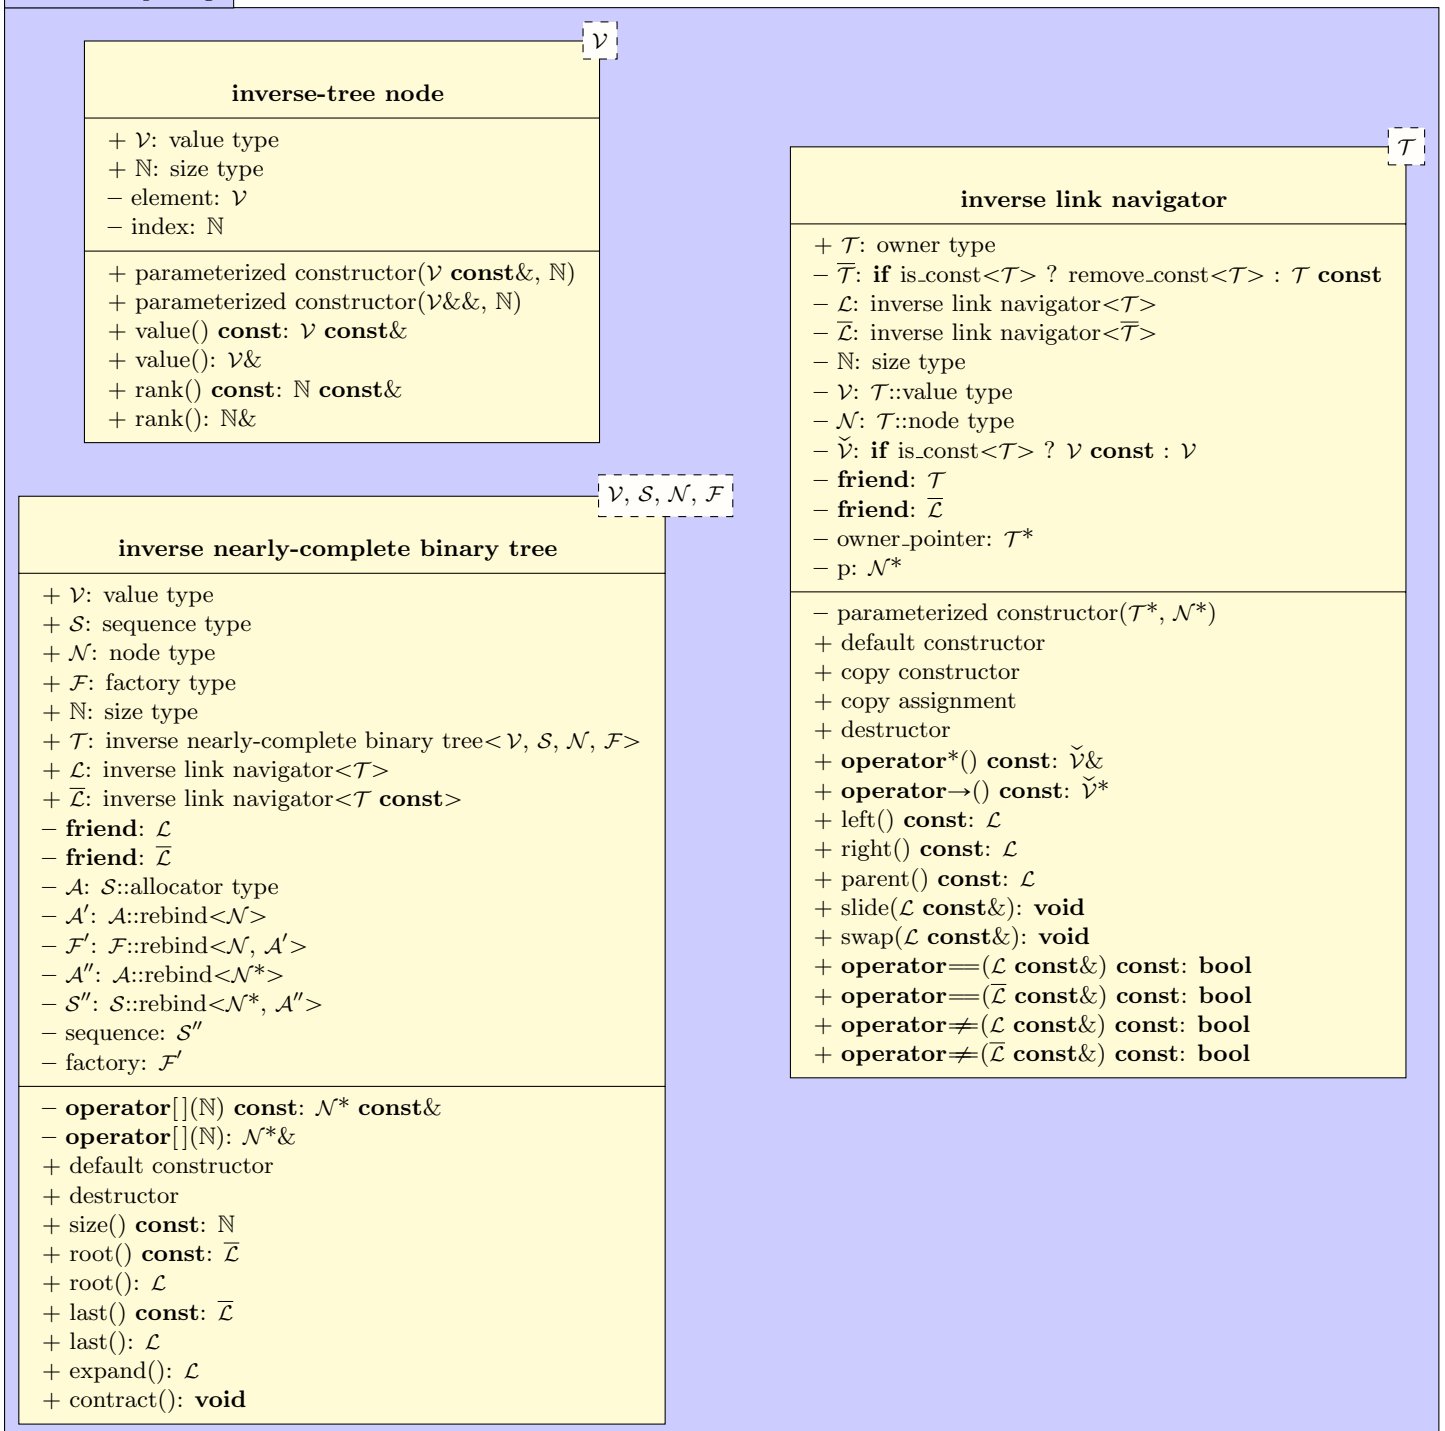 𝒱
inverse-tree node
+ 𝒱: value type
+ ℕ: size type
– element: 𝒱
– index: ℕ
+ parameterized constructor(𝒱 const&, ℕ)
+ parameterized constructor(𝒱&&, ℕ)
+ value() const: 𝒱 const&
+ value(): 𝒱&
+ rank() const: ℕ const&
+ rank(): ℕ&
𝒱, 𝒮, 𝒩, ℱ
inverse nearly-complete binary tree
+ 𝒱: value type
+ 𝒮: sequence type
+ 𝒩: node type
+ ℱ: factory type
+ ℕ: size type
+ 𝒯: inverse nearly-complete binary tree<𝒱, 𝒮, 𝒩, ℱ>
+ ℒ: inverse link navigator<𝒯>
+ ℒ̅: inverse link navigator<𝒯 const>
– friend: ℒ
– friend: ℒ̅
– 𝒜: 𝒮::allocator type
– 𝒜′: 𝒜::rebind<𝒩>
– ℱ′: ℱ::rebind<𝒩, 𝒜′>
– 𝒜″: 𝒜::rebind<𝒩*>
– 𝒮″: 𝒮::rebind<𝒩*, 𝒜″>
– sequence: 𝒮″
– factory: ℱ′
– operator[](ℕ) const: 𝒩* const&
– operator[](ℕ): 𝒩*&
+ default constructor
+ destructor
+ size() const: ℕ
+ root() const: ℒ̅
+ root(): ℒ
+ last() const: ℒ̅
+ last(): ℒ
+ expand(): ℒ
+ contract(): void
𝒯
inverse link navigator
+ 𝒯: owner type
– 𝒯̅: if is_const<𝒯> ? remove_const<𝒯> : 𝒯 const
– ℒ: inverse link navigator<𝒯>
– ℒ̅: inverse link navigator<𝒯̅>
– ℕ: size type
– 𝒱: 𝒯::value type
– 𝒩: 𝒯::node type
– 𝒱̆: if is_const<𝒯> ? 𝒱 const : 𝒱
– friend: 𝒯
– friend: ℒ̅
– owner_pointer: 𝒯*
– p: 𝒩*
– parameterized constructor(𝒯*, 𝒩*)
+ default constructor
+ copy constructor
+ copy assignment
+ destructor
+ operator*() const: 𝒱̆&
+ operator→() const: 𝒱̆*
+ left() const: ℒ
+ right() const: ℒ
+ parent() const: ℒ
+ slide(ℒ const&): void
+ swap(ℒ const&): void
+ operator==(ℒ const&) const: bool
+ operator==(ℒ̅ const&) const: bool
+ operator≠(ℒ const&) const: bool
+ operator≠(ℒ̅ const&) const: bool